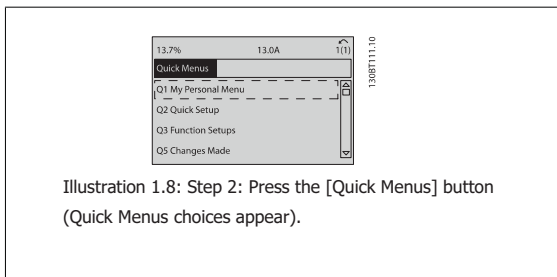 13.7% 13.0A 1(1)
Quick Menus
Q1 My Personal Menu
Q2 Quick Setup
Q3 Function Setups
Q5 Changes Made
130BT111.10
Illustration 1.8: Step 2: Press the [Quick Menus] button
(Quick Menus choices appear).